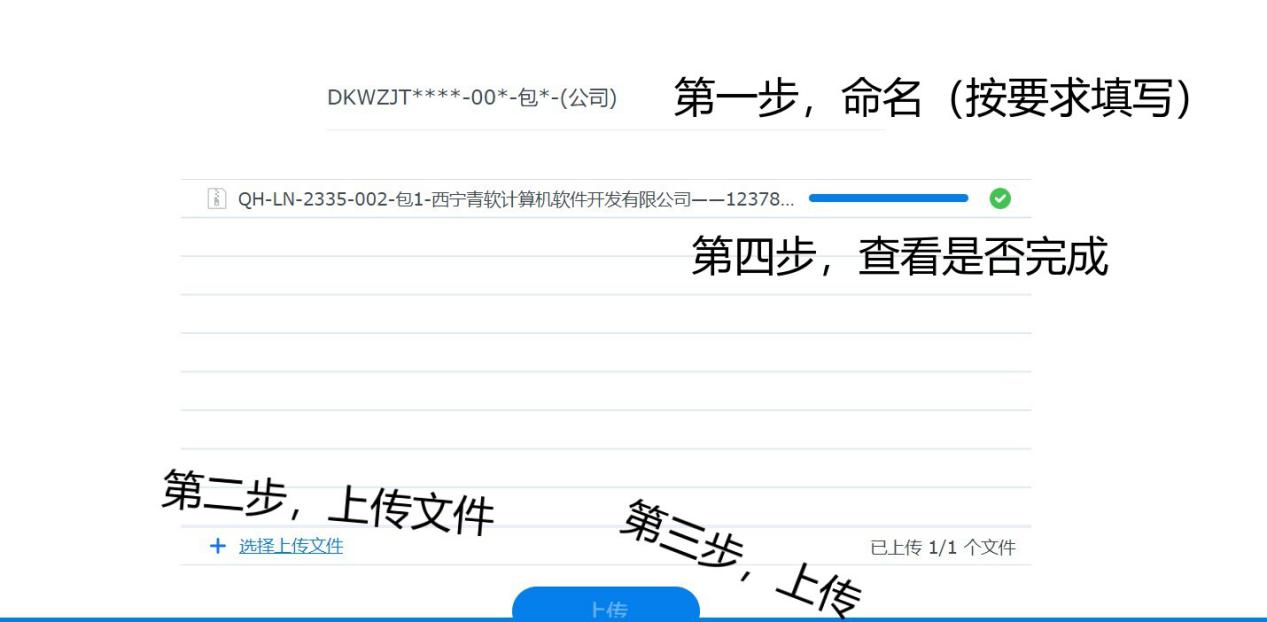 DKWZJT****-00*-包*-(公司)
第一步，命名（按要求填写）
QH-LN-2335-002-包1-西宁青软计算机软件开发有限公司——12378...
第四步，查看是否完成
第二步，上传文件
第三步，上传
选择上传文件
已上传 1/1 个文件
上传